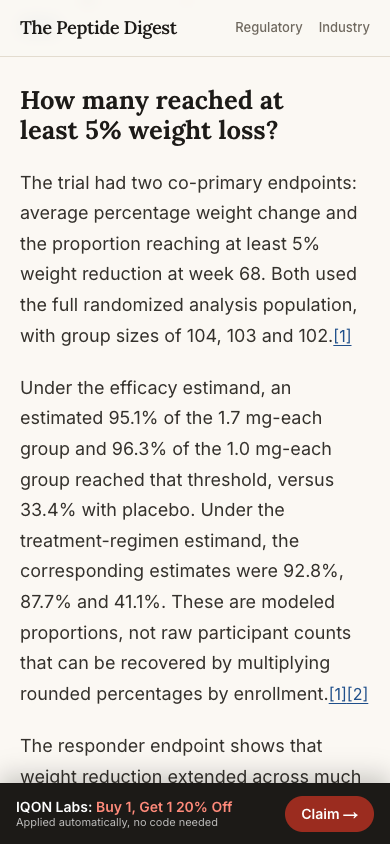 The Peptide Digest
Regulatory Industry
How many reached at
least 5% weight loss?
The trial had two co-primary endpoints:
average percentage weight change and
the proportion reaching at least 5%
weight reduction at week 68. Both used
the full randomized analysis population,
with group sizes of 104, 103 and 102.[1]
Under the efficacy estimand, an
estimated 95.1% of the 1.7 mg-each
group and 96.3% of the 1.0 mg-each
group reached that threshold, versus
33.4% with placebo. Under the
treatment-regimen estimand, the
corresponding estimates were 92.8%,
87.7% and 41.1%. These are modeled
proportions, not raw participant counts
that can be recovered by multiplying
rounded percentages by enrollment.[1][2]
The responder endpoint shows that
weight reduction extended across much
IQON Labs: Buy 1, Get 1 20% Off
Applied automatically, no code needed
Claim →